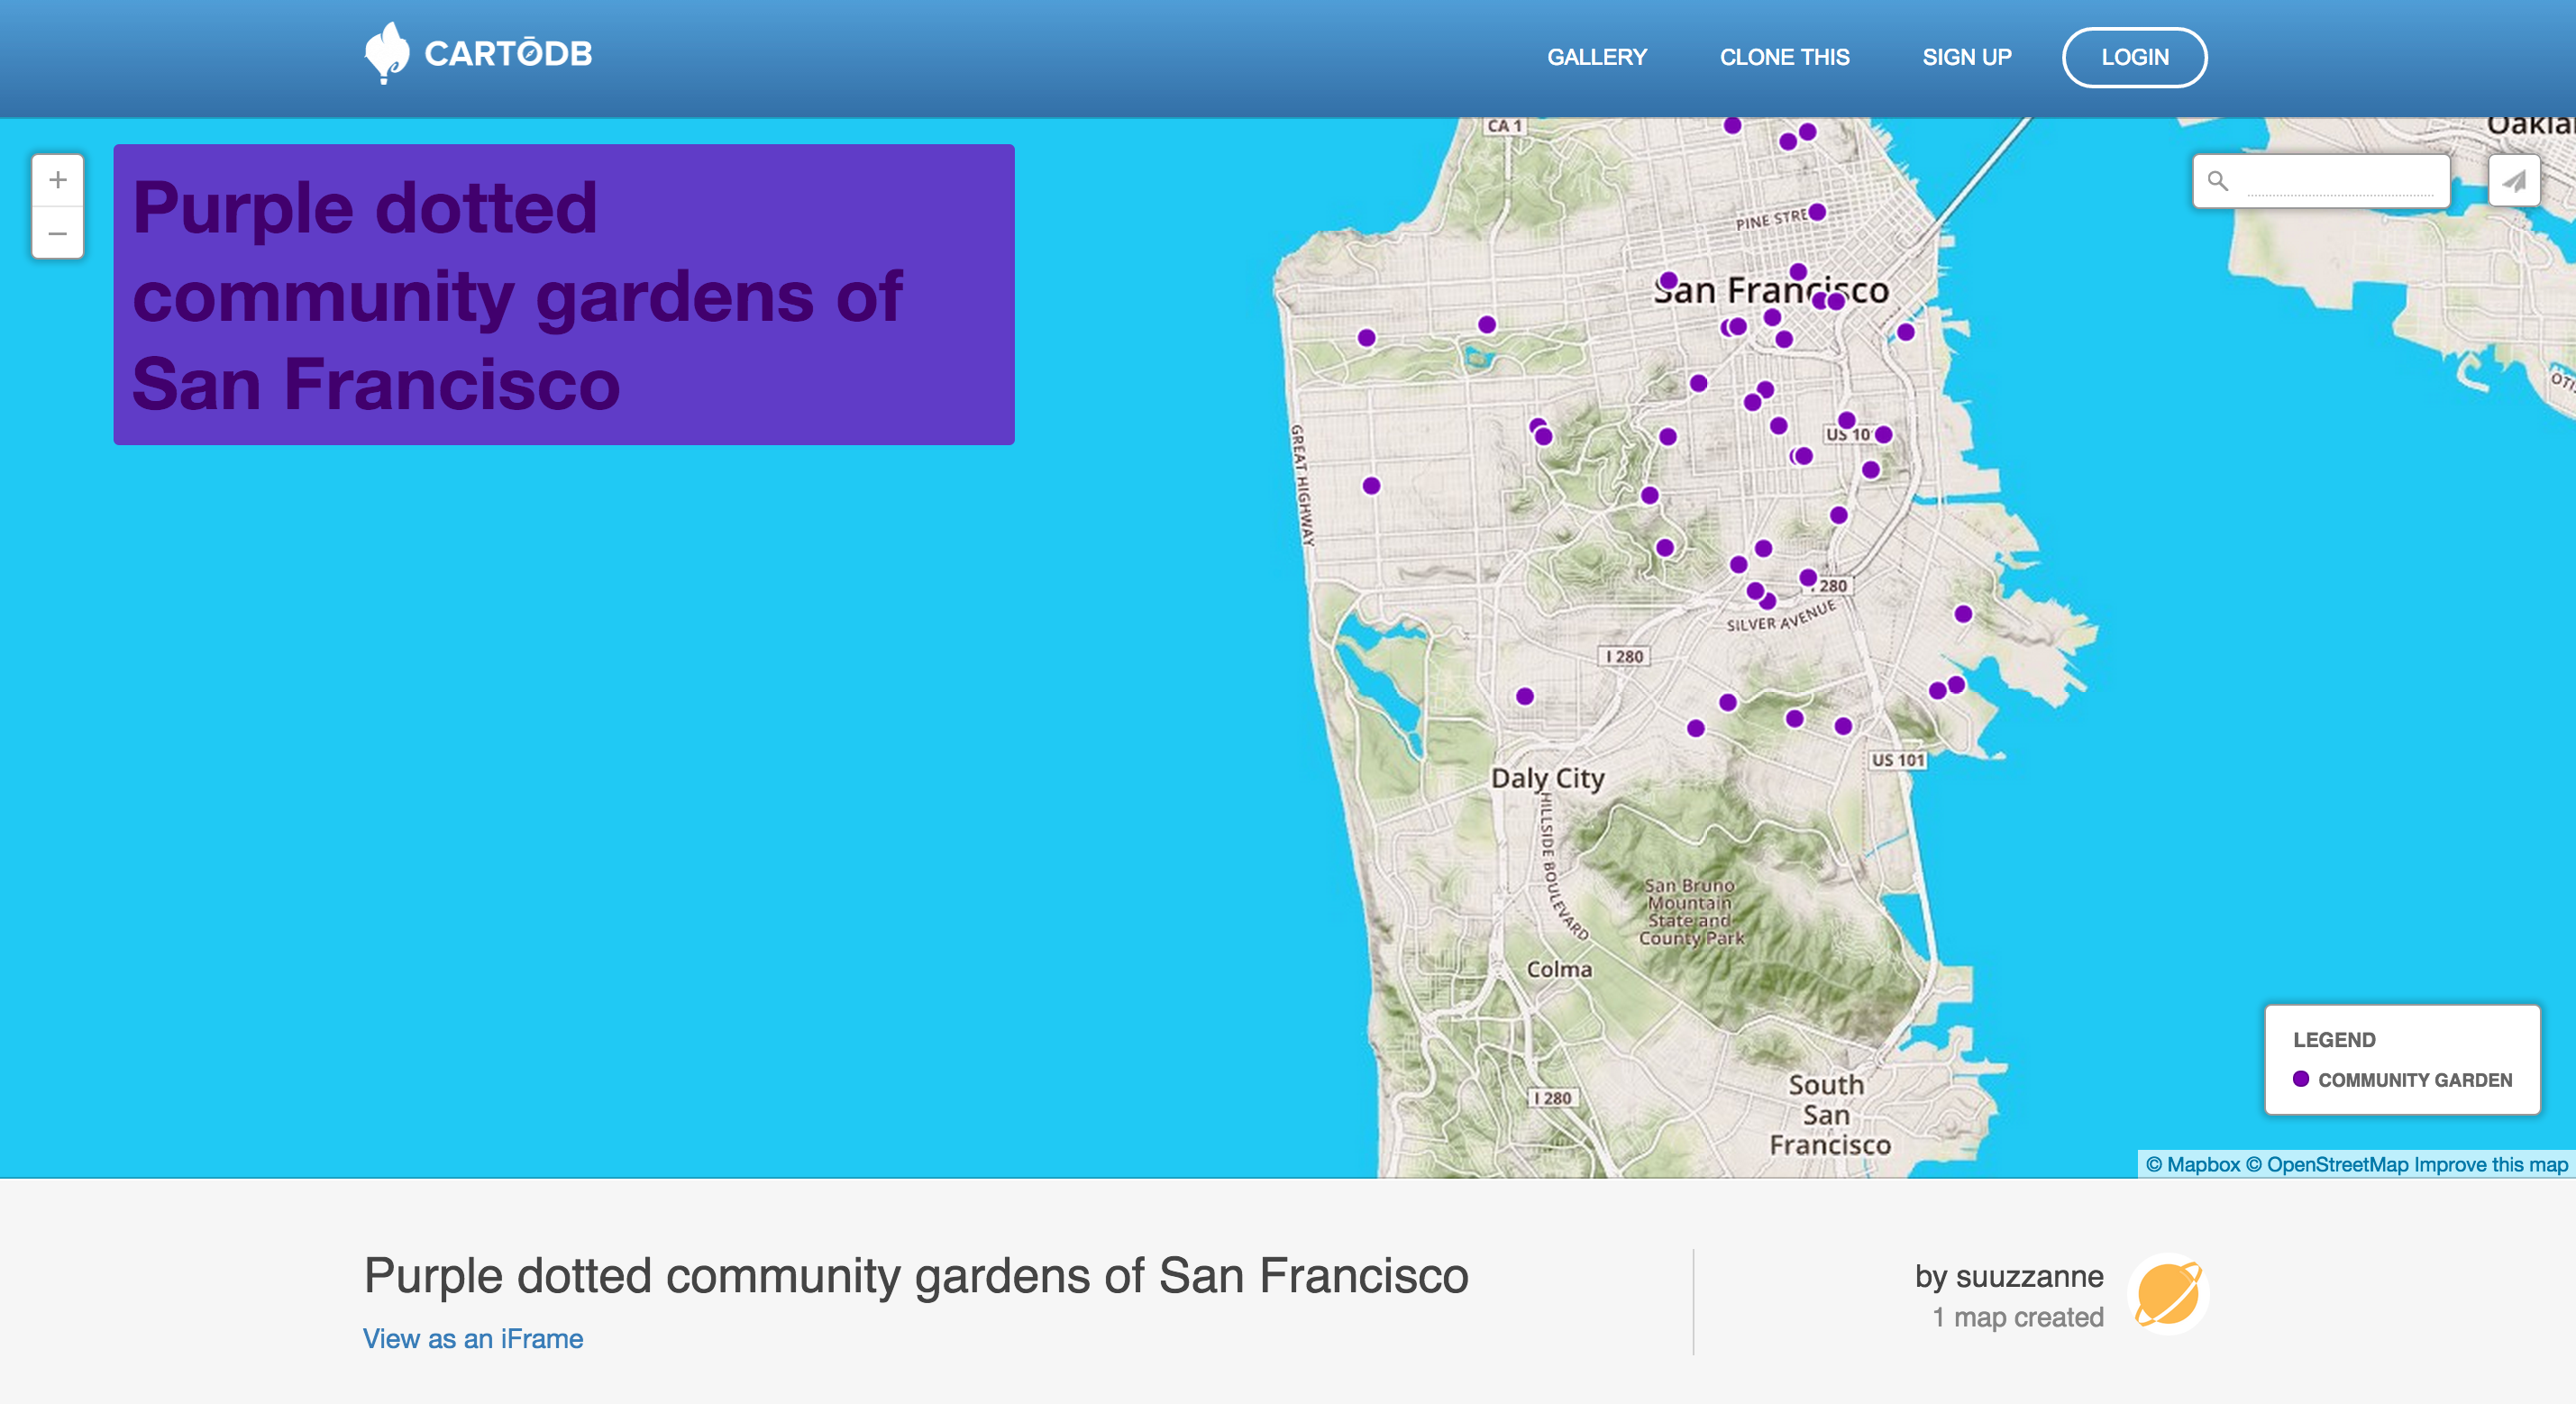 CARTODB
GALLERY
CLONE THIS
SIGN UP
LOGIN
+
−
Purple dotted
community gardens of
San Francisco
CA 1
PINE STRE
San Francisco
GREAT HIGHWAY
US 10
280
SILVER AVENUE
I 280
US 101
Daly City
HILLSIDE BOULEVARD
San Bruno
Mountain
State and
County Park
Colma
I 280
South
San
Francisco
LEGEND
COMMUNITY GARDEN
© Mapbox © OpenStreetMap Improve this map
Purple dotted community gardens of San Francisco
View as an iFrame
by suuzzanne
1 map created